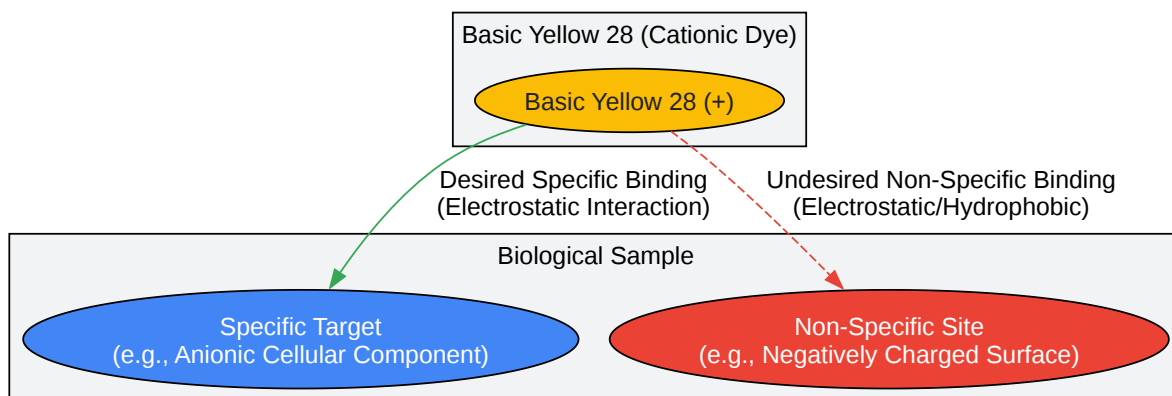 Basic Yellow 28 (Cationic Dye)
Basic Yellow 28 (+)
Desired Specific Binding
(Electrostatic Interaction)
Undesired Non-Specific Binding
(Electrostatic/Hydrophobic)
Biological Sample
Specific Target
(e.g., Anionic Cellular Component)
Non-Specific Site
(e.g., Negatively Charged Surface)